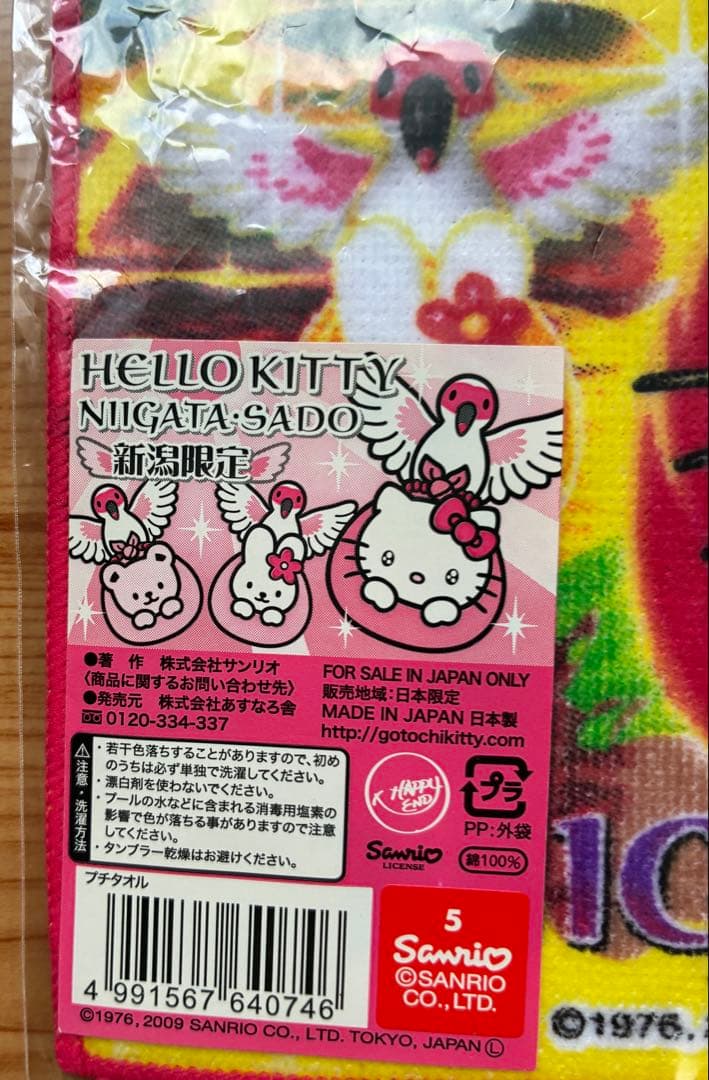 HELLO KITTY
NIIGATA·SADO
新潟限定
●著　作　株式会社サンリオ
〈商品に関するお問い合わせ先〉
●発売元　株式会社あすなろ舎
0120-334-337
FOR SALE IN JAPAN ONLY
販売地域：日本限定
MADE IN JAPAN 日本製
http://gotochikitty.com
注意・洗濯方法
・若干色落ちすることがありますので、初め
のうちは必ず単独で洗濯してください。
・漂白剤を使わないでください。
・プールの水などに含まれる消毒用塩素の
影響で色が落ちる事がありますので注意
してください。
・タンブラー乾燥はお避けください。
HAPPY
END
Sanrio
LICENSE
プラ
PP：外袋
綿100%
プチタオル
4 991567 640746
5
Sanrio
©SANRIO
CO., LTD.
©1976, 2009 SANRIO CO., LTD. TOKYO, JAPAN Ⓛ
10
©1976,